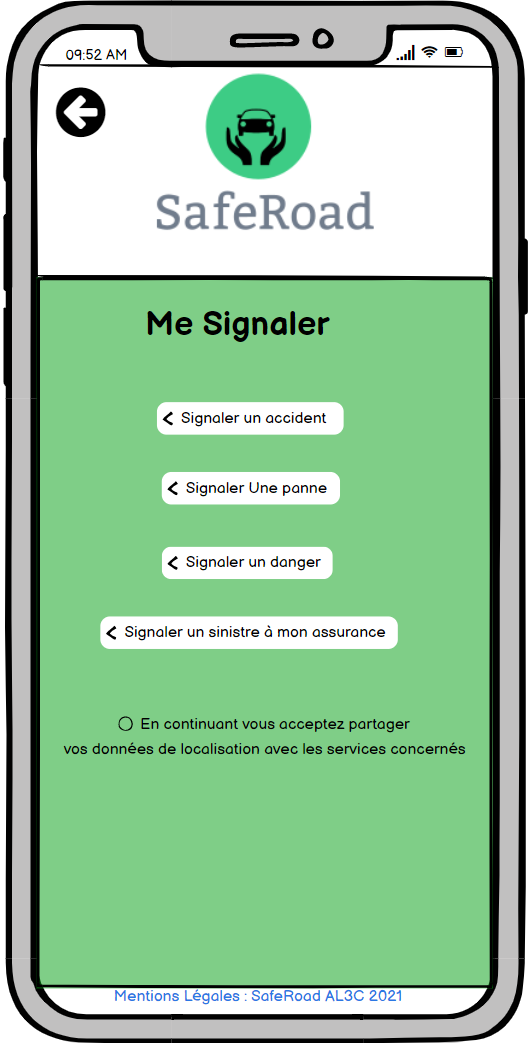 09:52 AM
SafeRoad
Me Signaler
Signaler un accident
Signaler Une panne
Signaler un danger
Signaler un sinistre à mon assurance
En continuant vous acceptez partager
vos données de localisation avec les services concernés
Mentions Légales : SafeRoad AL3C 2021